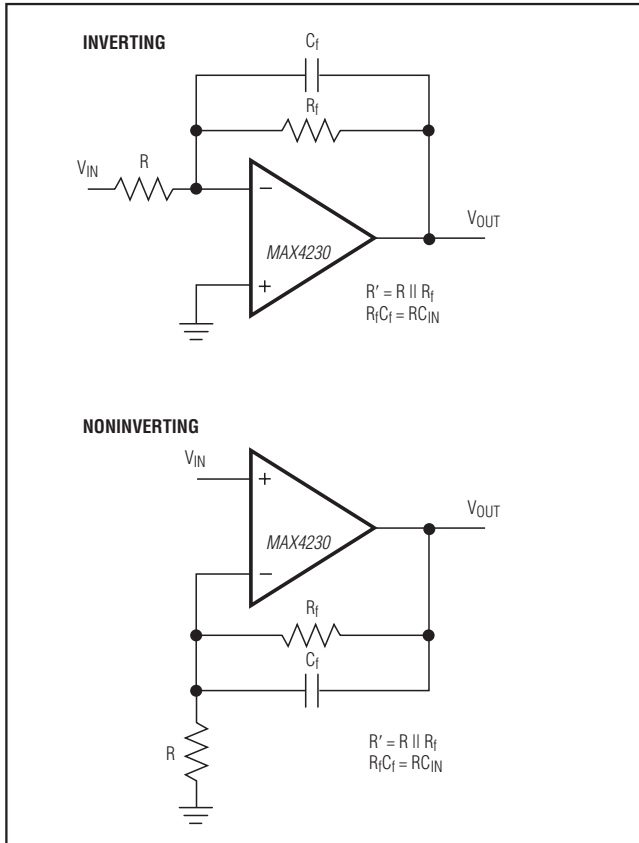 INVERTING
Cf
Rf
R
VIN
−
VOUT
MAX4230
+
R′ = R || Rf
RfCf = RCIN
NONINVERTING
VIN
+
VOUT
MAX4230
−
Rf
Cf
R
R′ = R || Rf
RfCf = RCIN